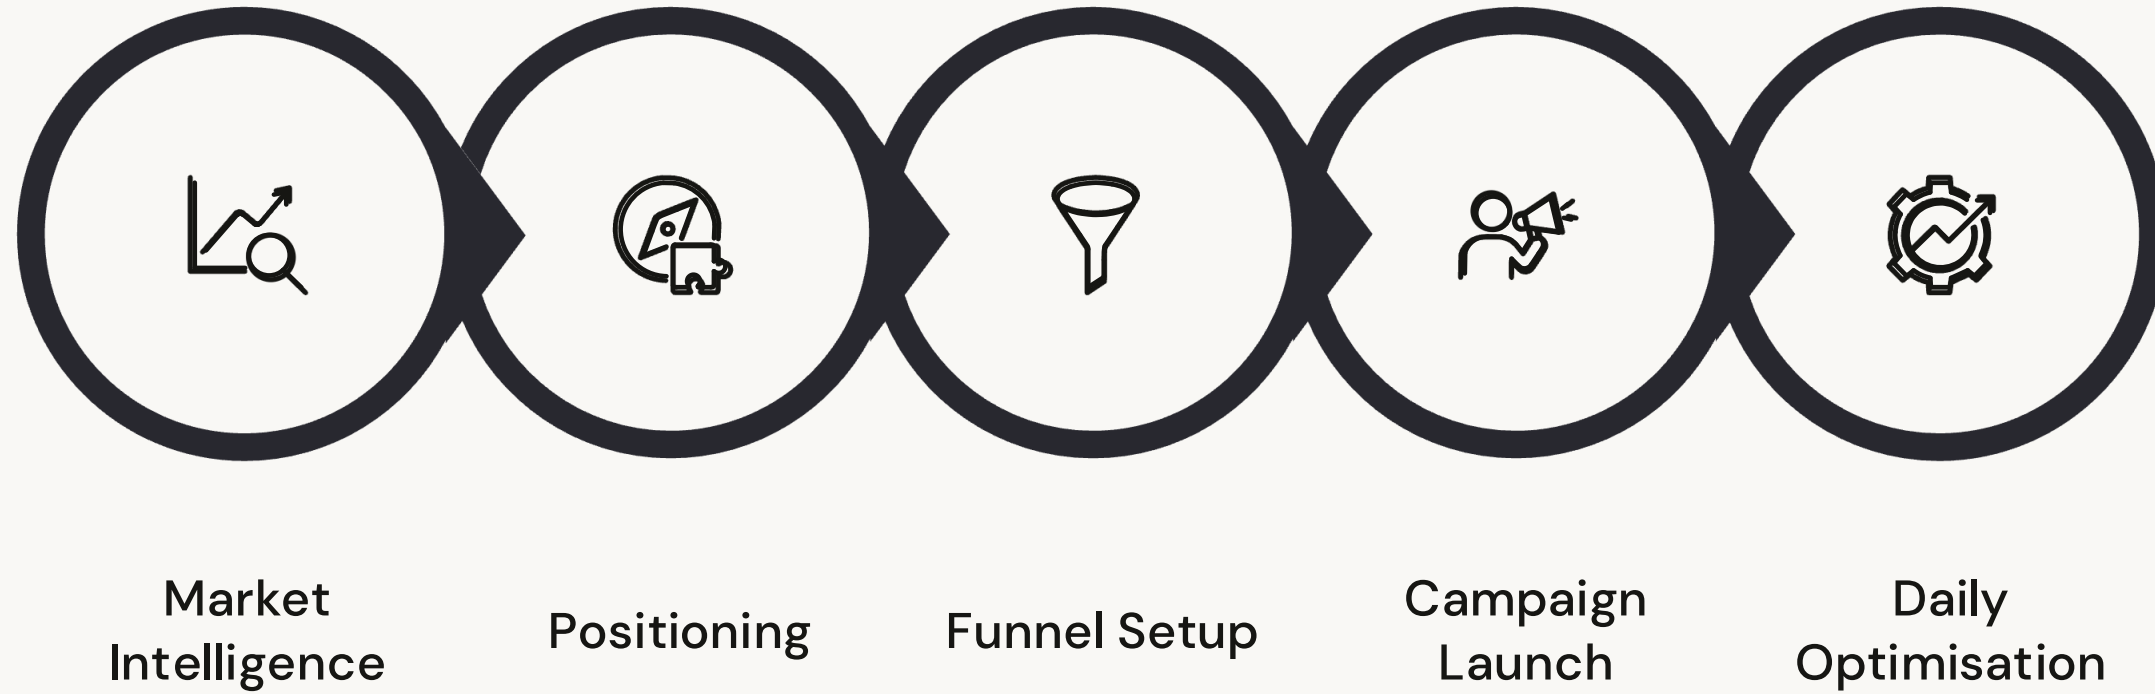 Market
Intelligence
Positioning
Funnel Setup
Campaign
Launch
Daily
Optimisation